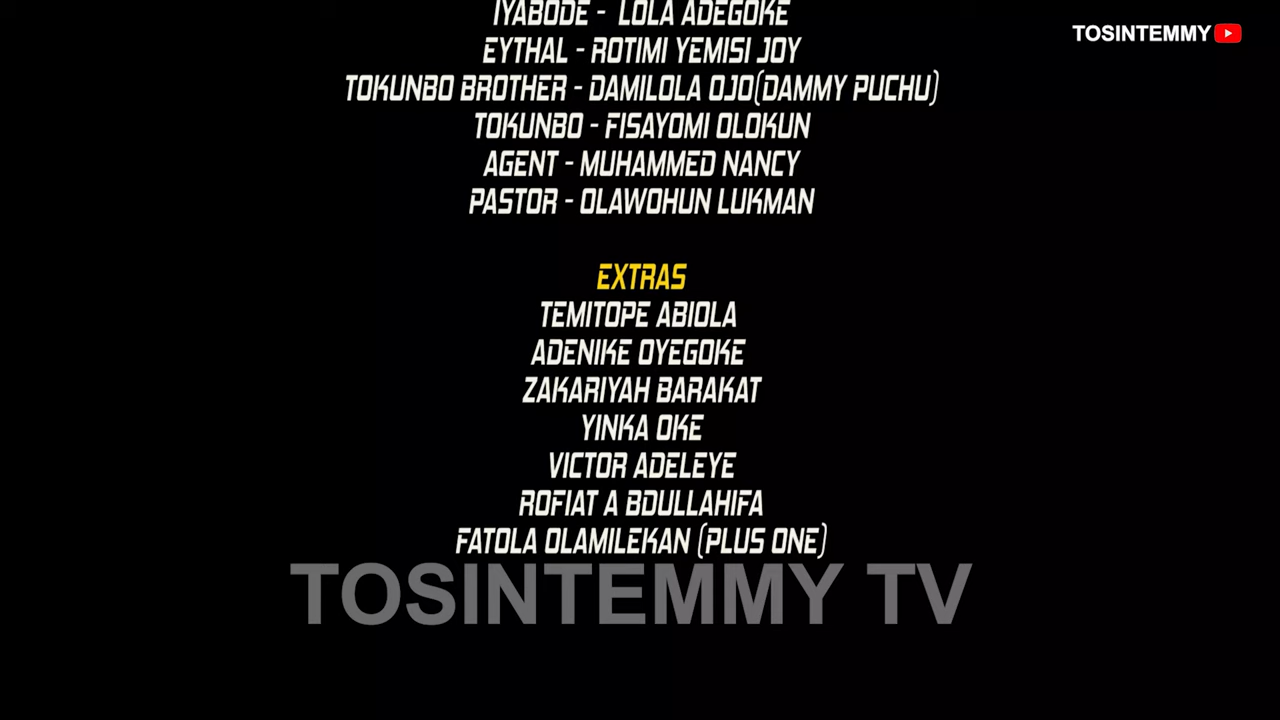 IYABODE - LOLA ADEGOKE
TOSINTEMMY
EYTHAL - ROTIMI YEMISI JOY
TOKUNBO BROTHER - DAMILOLA OJO(DAMMY PUCHU)
TOKUNBO - FISAYOMI OLOKUN
AGENT - MUHAMMED NANCY
PASTOR - OLAWOHUN LUKMAN
EXTRAS
TEMITOPE ABIOLA
ADENIKE OYEGOKE
ZAKARIYAH BARAKAT
YINKA OKE
VICTOR ADELEYE
ROFIAT A BDULLAHIFA
FATOLA OLAMILEKAN (PLUS ONE)
TOSINTEMMY TV